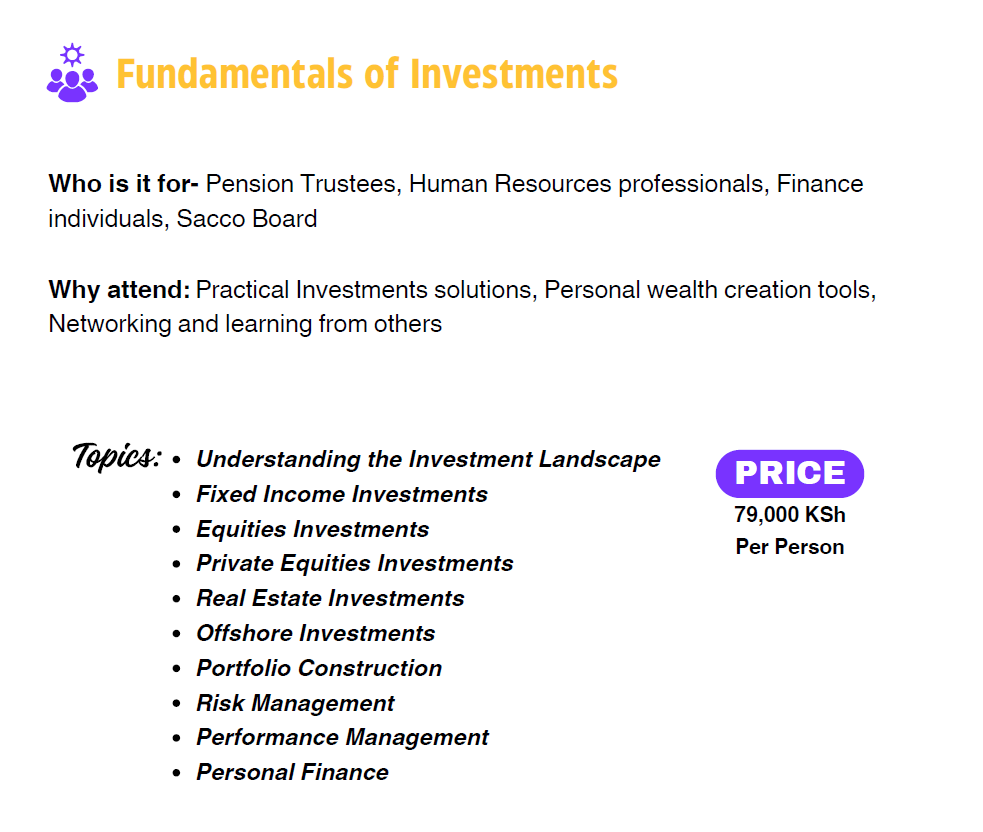 Fundamentals of Investments
Who is it for- Pension Trustees, Human Resources professionals, Finance
individuals, Sacco Board
Why attend: Practical Investments solutions, Personal wealth creation tools,
Networking and learning from others
Topics:
• Understanding the Investment Landscape
• Fixed Income Investments
• Equities Investments
• Private Equities Investments
• Real Estate Investments
• Offshore Investments
• Portfolio Construction
• Risk Management
• Performance Management
• Personal Finance
PRICE
79,000 KSh
Per Person